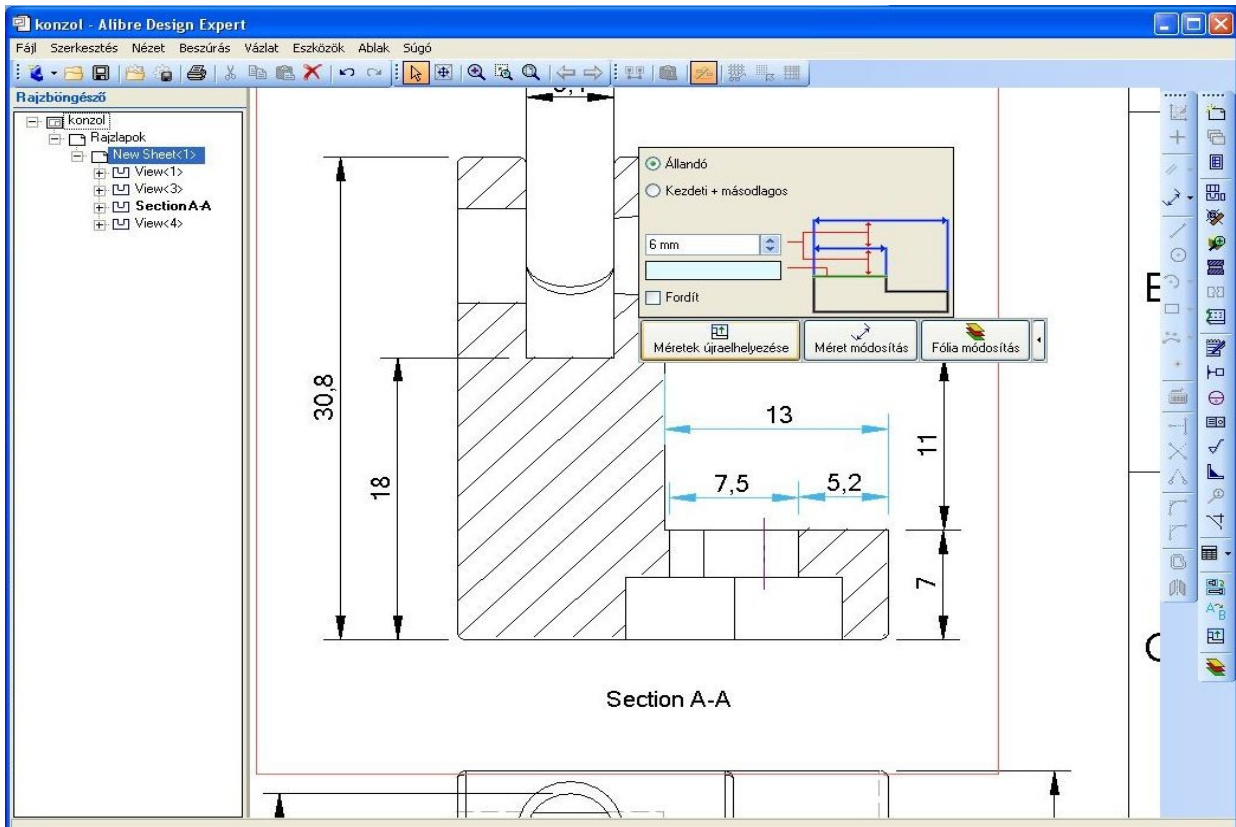 konzol - Alibre Design Expert
Fájl Szerkesztés Nézet Beszúrás Vázlat Eszközök Ablak Súgó
Rajzböngésző
konzol
Rajzlapok
New Sheet<1>
View<1>
View<3>
Section A-A
View<4>
Állandó
Kezdeti + másodlagos
6 mm
Fordít
Méretek újraelhelyezése Méret módosítás Fólia módosítás
30,8
18
13
11
7,5
5,2
7
Section A-A